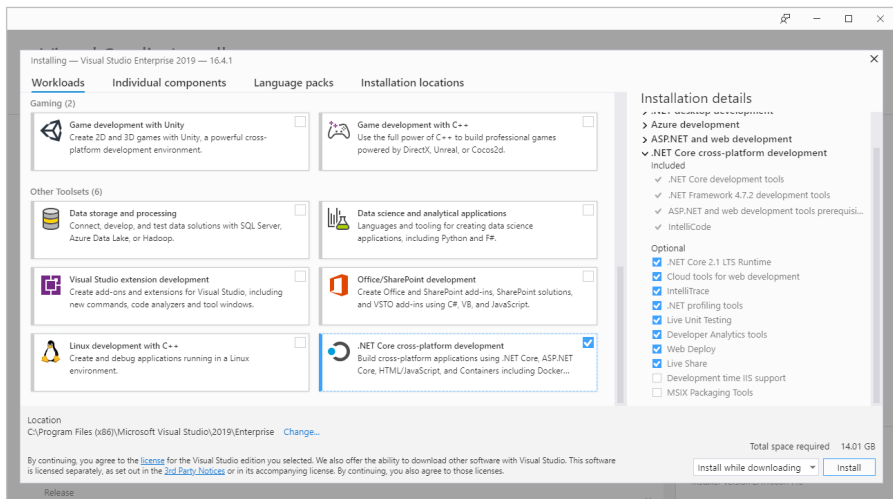 Installing — Visual Studio Enterprise 2019 — 16.4.1
Workloads
Individual components
Language packs
Installation locations
Gaming (2)
Game development with Unity
Create 2D and 3D games with Unity, a powerful cross-
platform development environment.
Game development with C++
Use the full power of C++ to build professional games
powered by DirectX, Unreal, or Cocos2d.
Other Toolsets (6)
Data storage and processing
Connect, develop, and test data solutions with SQL Server,
Azure Data Lake, or Hadoop.
Data science and analytical applications
Languages and tooling for creating data science
applications, including Python and F#.
Visual Studio extension development
Create add-ons and extensions for Visual Studio, including
new commands, code analyzers and tool windows.
Office/SharePoint development
Create Office and SharePoint add-ins, SharePoint solutions,
and VSTO add-ins using C#, VB, and JavaScript.
Linux development with C++
Create and debug applications running in a Linux
environment.
.NET Core cross-platform development
Build cross-platform applications using .NET Core, ASP.NET
Core, HTML/JavaScript, and Containers including Docker...
Installation details
.NET desktop development
Azure development
ASP.NET and web development
.NET Core cross-platform development
Included
.NET Core development tools
.NET Framework 4.7.2 development tools
ASP.NET and web development tools prerequisi...
IntelliCode
Optional
.NET Core 2.1 LTS Runtime
Cloud tools for web development
IntelliTrace
.NET profiling tools
Live Unit Testing
Developer Analytics tools
Web Deploy
Live Share
Development time IIS support
MSIX Packaging Tools
Location
C:\Program Files (x86)\Microsoft Visual Studio\2019\Enterprise Change...
By continuing, you agree to the license for the Visual Studio edition you selected. We also offer the ability to download other software with Visual Studio. This software
is licensed separately, as set out in the 3rd Party Notices or in its accompanying license. By continuing, you also agree to those licenses.
Total space required 14.01 GB
Install while downloading
Install
Release